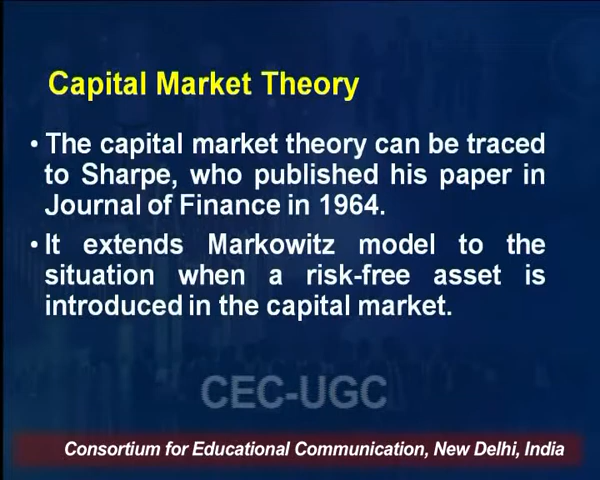 Capital Market Theory
• The capital market theory can be traced
to Sharpe, who published his paper in
Journal of Finance in 1964.
• It extends Markowitz model to the
situation when a risk-free asset is
introduced in the capital market.
CEC-UGC
Consortium for Educational Communication, New Delhi, India